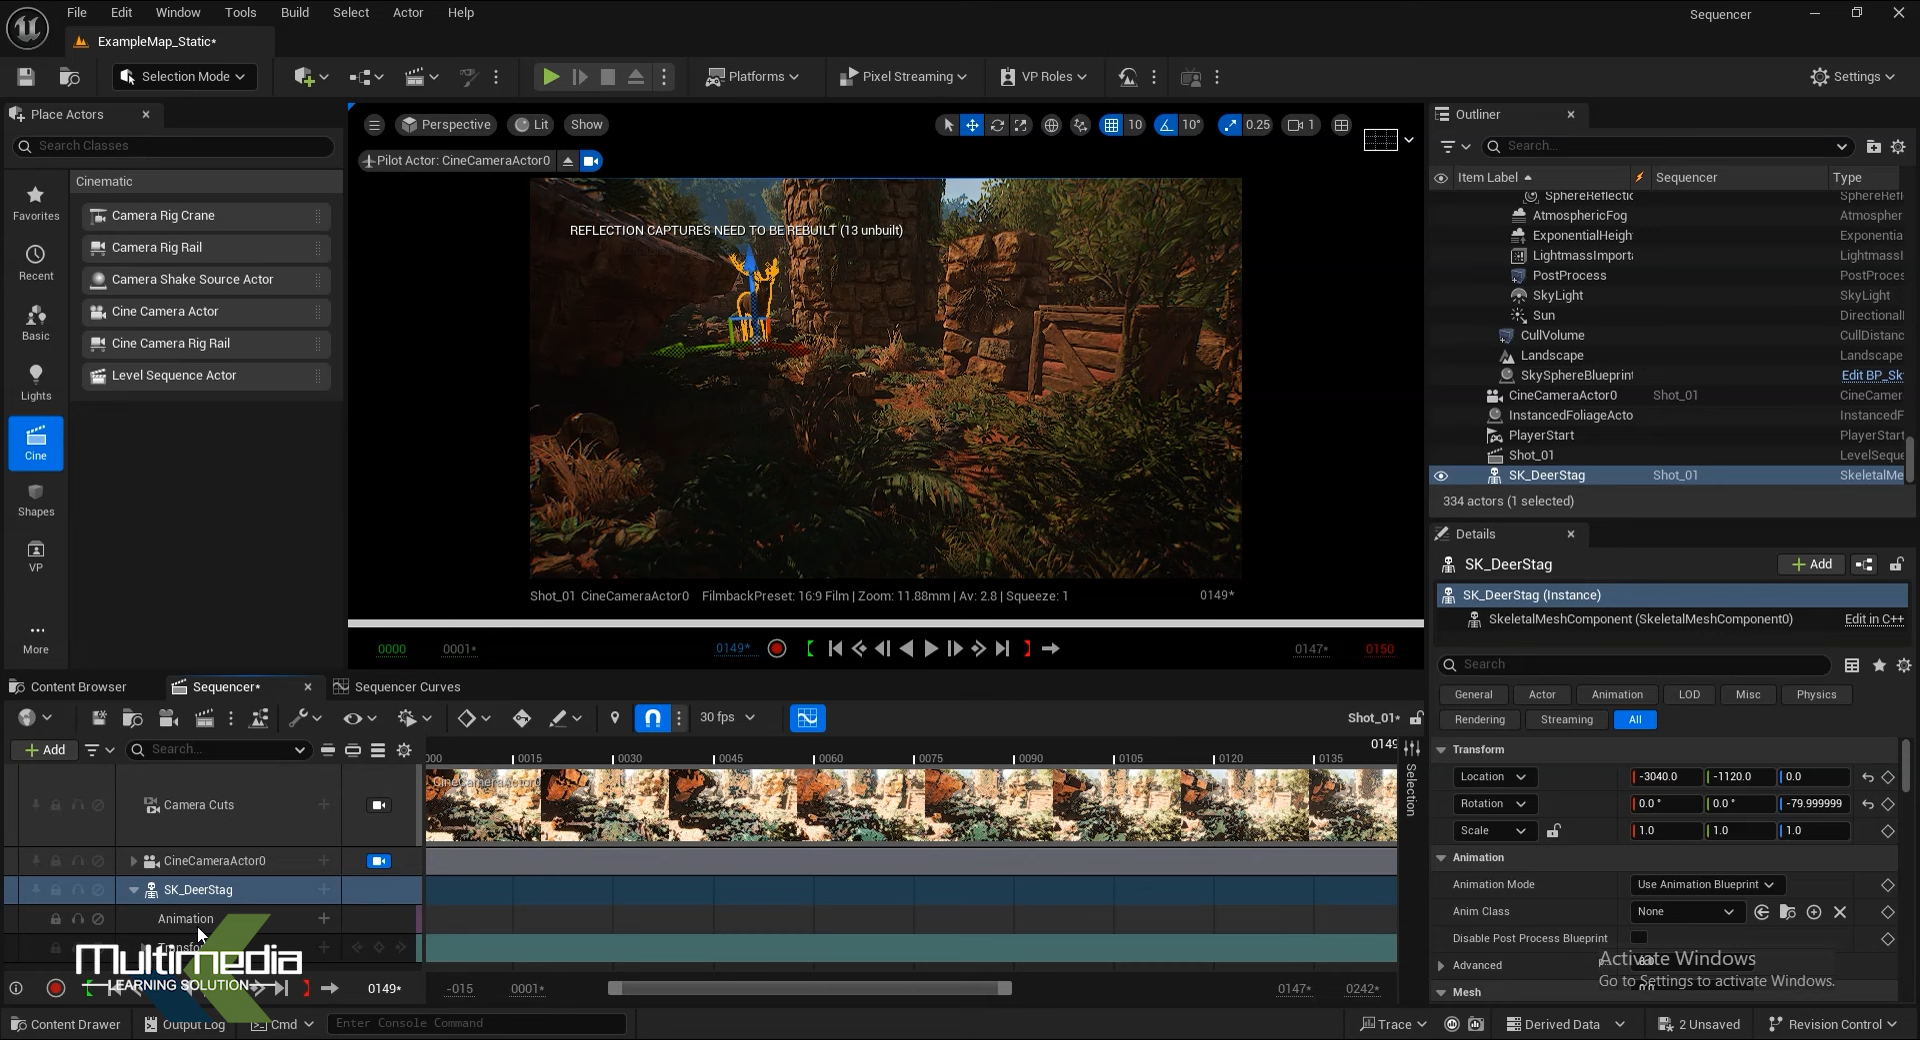 File Edit Window Tools Build Select Actor Help
Sequencer
ExampleMap_Static*
Selection Mode
Platforms
Pixel Streaming
VP Roles
Settings
Place Actors
Search Classes
Favorites
Recent
Basic
Lights
Cine
Shapes
VP
More
Cinematic
Camera Rig Crane
Camera Rig Rail
Camera Shake Source Actor
Cine Camera Actor
Cine Camera Rig Rail
Level Sequence Actor
Perspective Lit Show
10 10° 0.25 1
Pilot Actor: CineCameraActor0
REFLECTION CAPTURES NEED TO BE REBUILT (13 unbuilt)
Shot_01 CineCameraActor0 FilmbackPreset: 16:9 Film | Zoom: 11.88mm | Av: 2.8 | Squeeze: 1 0149*
0000 0001* 0149* 0147* 0150
Outliner
Search...
Item Label Sequencer Type
SphereReflectic SphereRefl
AtmosphericFog Atmospher
ExponentialHeigh Exponentia
LightmassImporta LightmassI
PostProcess PostProces
SkyLight SkyLight
Sun Directional
CullVolume CullDistanc
Landscape Landscape
SkySphereBlueprint Edit BP_Sk
CineCameraActor0 Shot_01 CineCamer
InstancedFoliageActo InstancedF
PlayerStart PlayerStart
Shot_01 LevelSeque
SK_DeerStag Shot_01 SkeletalMe
334 actors (1 selected)
Details
SK_DeerStag Add
SK_DeerStag (Instance)
SkeletalMeshComponent (SkeletalMeshComponent0) Edit in C++
Search
General Actor Animation LOD Misc Physics
Rendering Streaming All
Transform
Location -3040.0 -1120.0 0.0
Rotation 0.0 ° 0.0 ° -79.999999
Scale 1.0 1.0 1.0
Animation
Animation Mode Use Animation Blueprint
Anim Class None
Disable Post Process Blueprint
Advanced
Mesh
Activate Windows
Go to Settings to activate Windows.
Content Browser Sequencer* Sequencer Curves
30 fps
Shot_01*
Add Search...
000 0015 0030 0045 0060 0075 0090 0105 0120 0135 0149
Selection
Camera Cuts
CineCameraActor0
CineCameraActor0
SK_DeerStag
Animation
Transfo
Multimedia
LEARNING SOLUTION
0149* -015 0001* 0147* 0242*
Content Drawer Output Log Cmd Enter Console Command
Trace Derived Data 2 Unsaved Revision Control